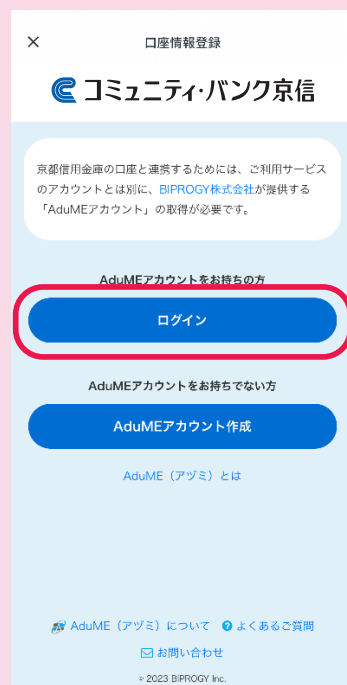 口座情報登録
コミュニティ・バンク京信
京都信用金庫の口座と連携するためには、ご利用サービス
のアカウントとは別に、BIPROGY株式会社が提供する
「AduMEアカウント」の取得が必要です。
AduMEアカウントをお持ちの方
ログイン
AduMEアカウントをお持ちでない方
AduMEアカウント作成
AduME（アヅミ）とは
AduME（アヅミ）について よくあるご質問
お問い合わせ
© 2023 BIPROGY Inc.